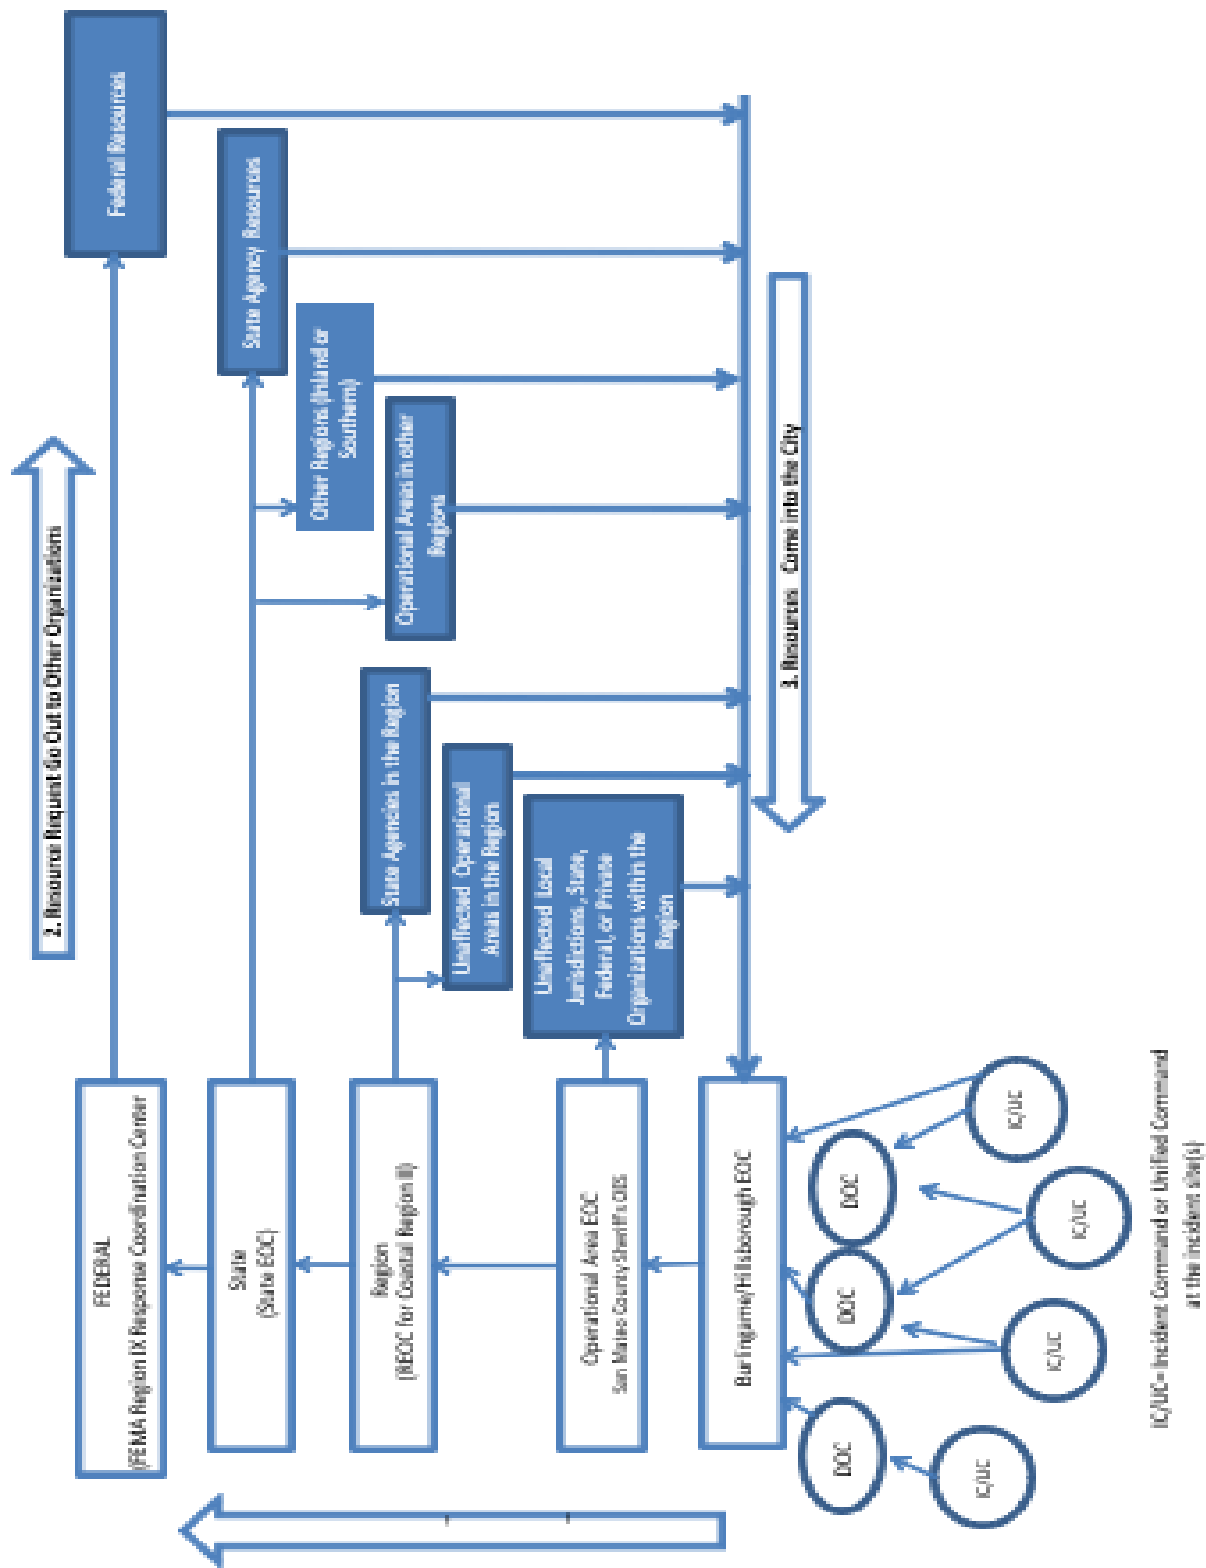 2. Resource Request Go Out to Other Organizations
FEDERAL
(FEMA Region IX Response Coordination Center
Federal Resources
State
(State EOC)
State Agency Resources
Other Regions (Inland or
Southern)
Operational Areas in other
Regions
Region
(REOC for Coastal Region II)
State Agencies in the Region
Unaffected Operational
Areas in the Region
Operational Area EOC
San Mateo County Sheriff's OES
Unaffected Local
Jurisdictions, State,
Federal, or Private
Organizations within the
Region
Burlingame/Hillsborough EOC
3. Resources Come into the City
DOC
DOC
DOC
IC/UC
IC/UC
IC/UC
IC/UC
IC/UC= Incident Command or Unified Command
at the incident site(s)